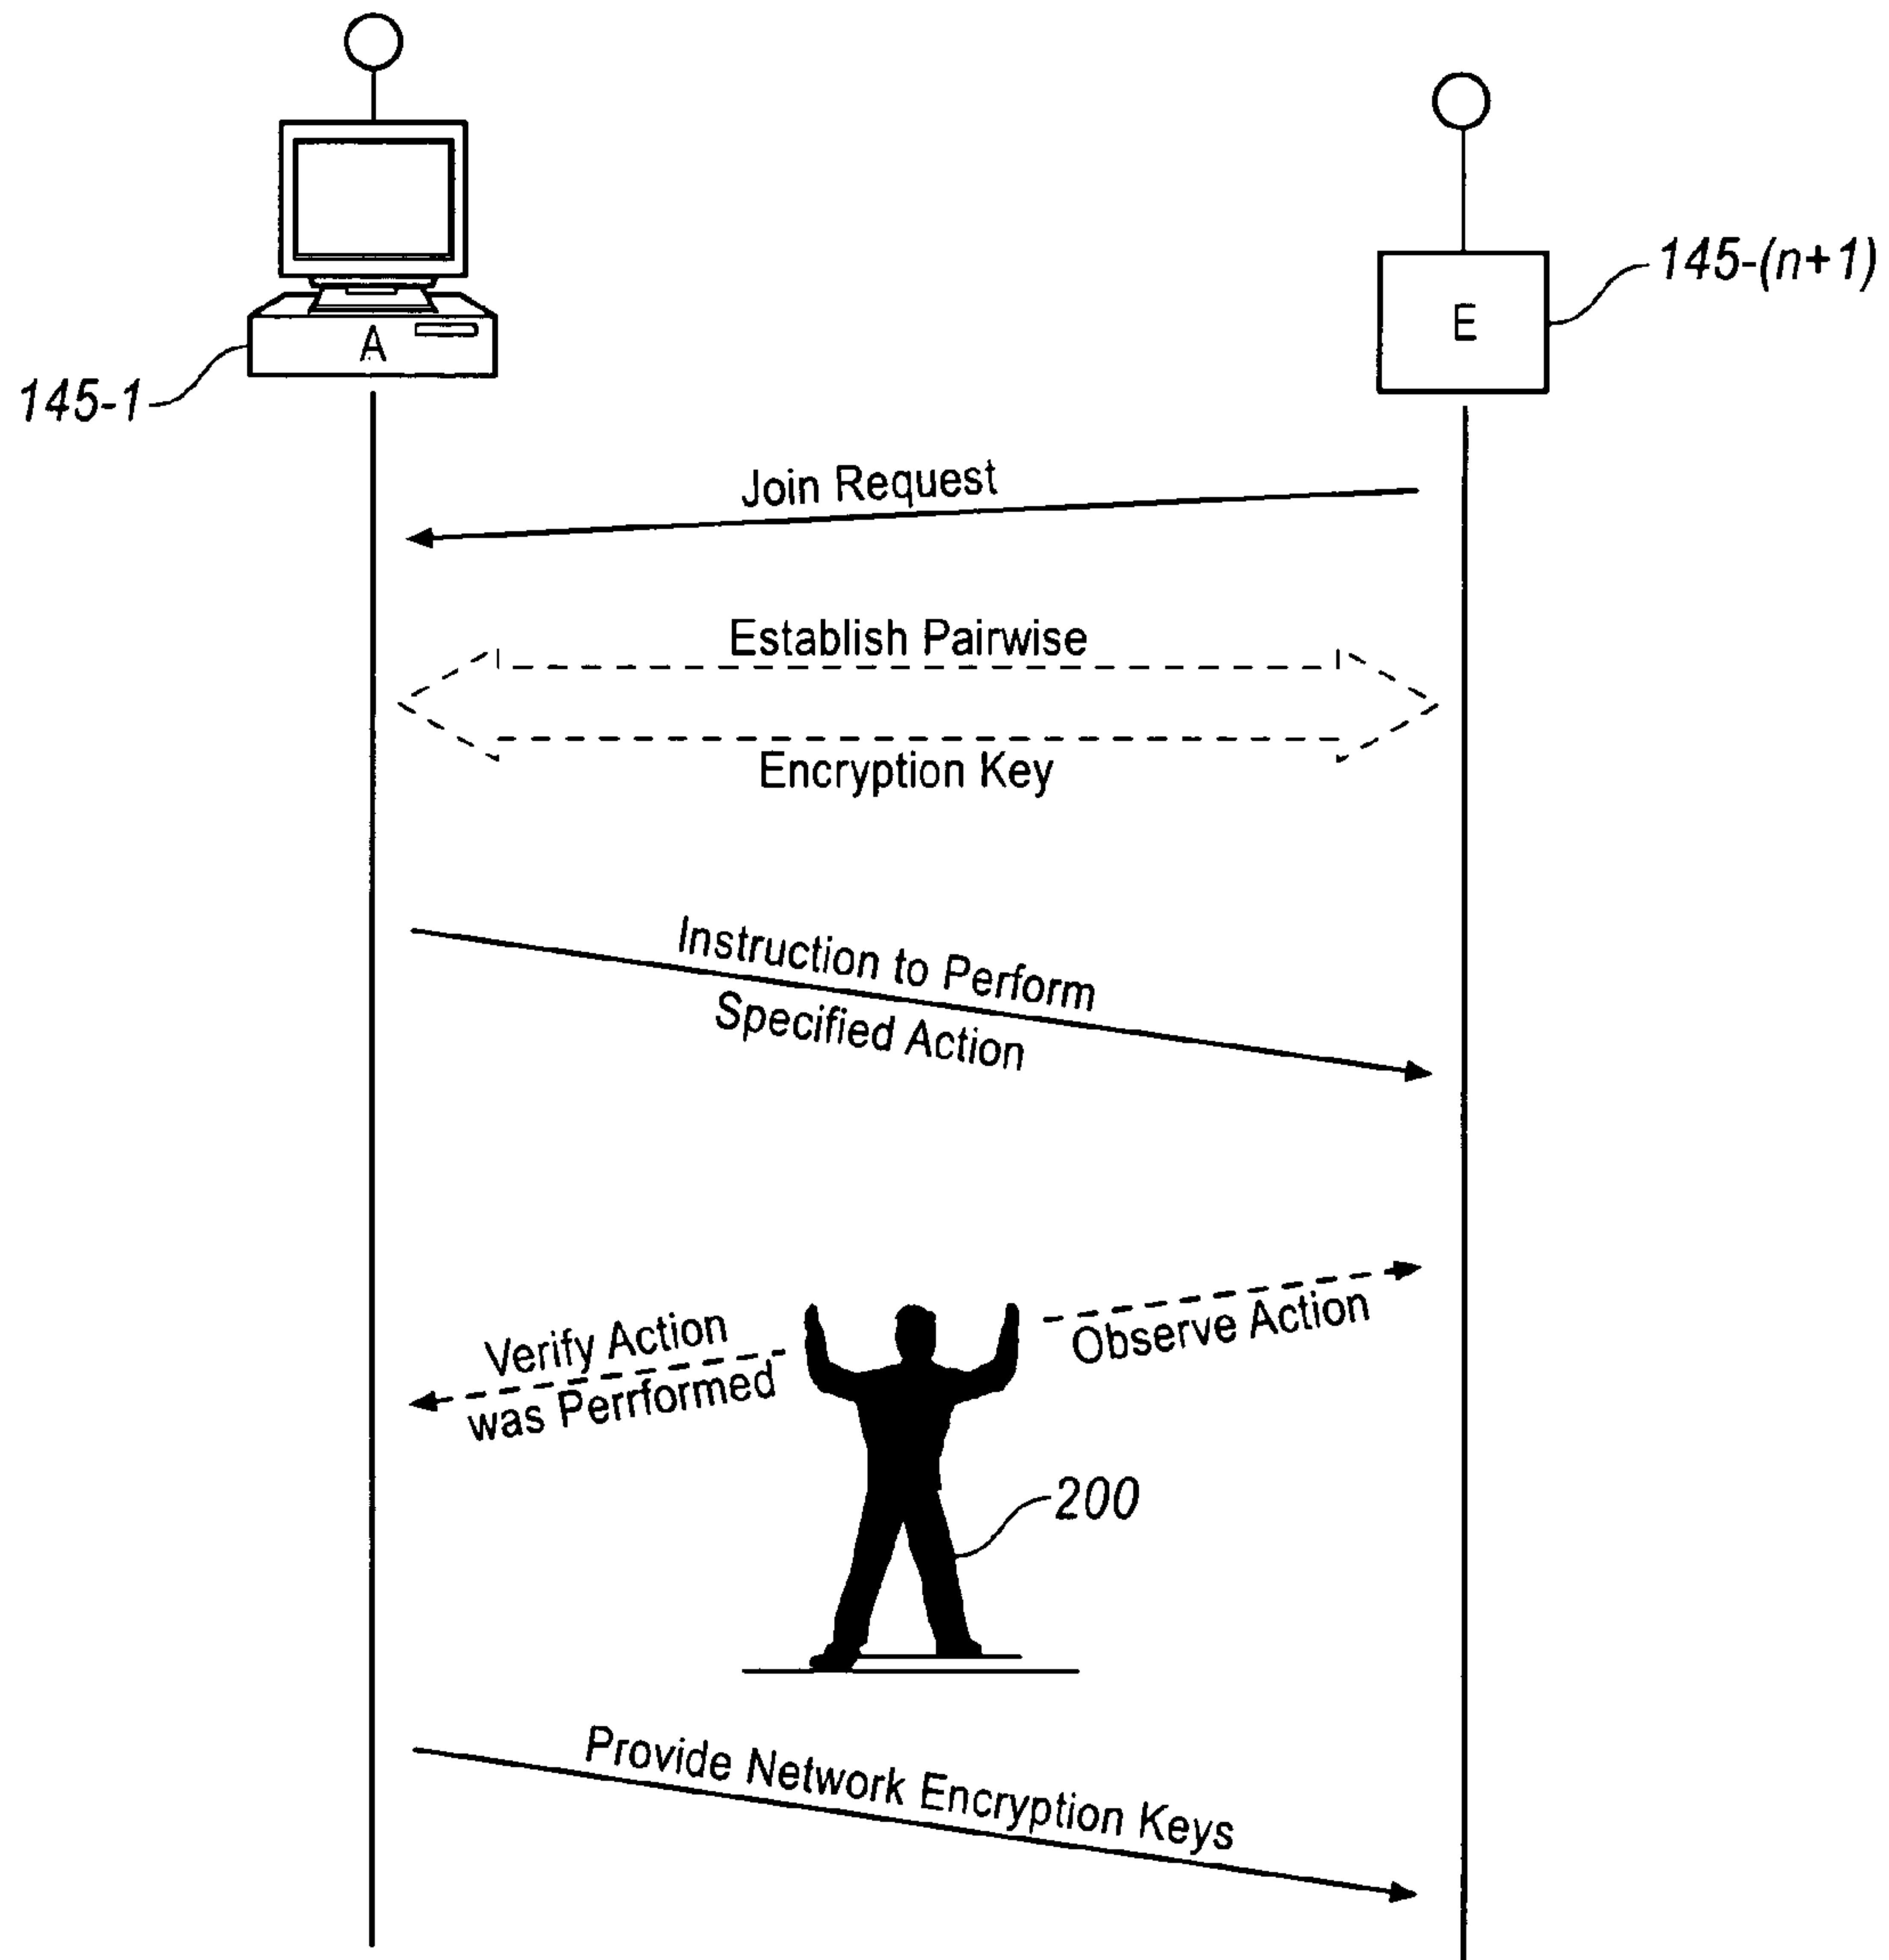 145-(n+1)
E
A
145-1
Join Request
Establish Pairwise
Encryption Key
Instruction to Perform
Specified Action
Observe Action
Verify Action
was Perrformed
200
Provide Network Encryption Keys